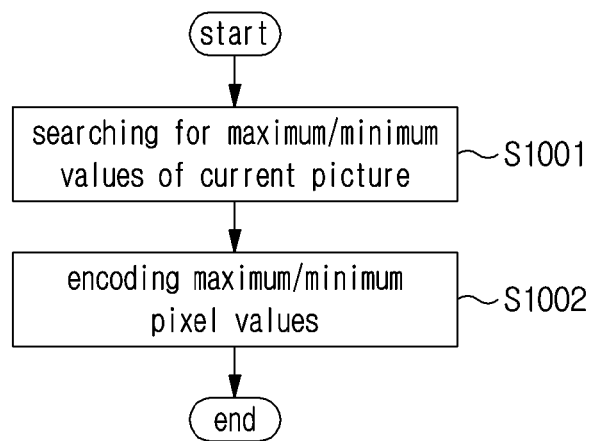 start
searching for maximum/minimum
values of current picture
S1001
encoding maximum/minimum
pixel values
S1002
end